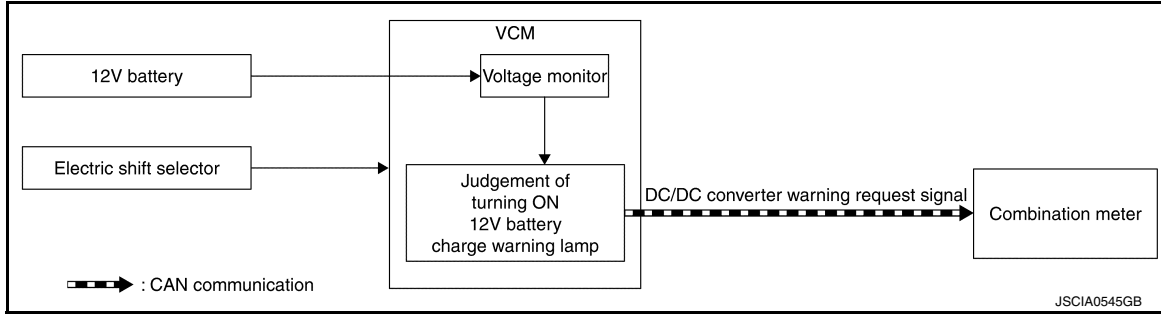 VCM
12V battery
Voltage monitor
Electric shift selector
Judgement of
turning ON
12V battery
charge warning lamp
DC/DC converter warning request signal
Combination meter
: CAN communication
JSCIA0545GB